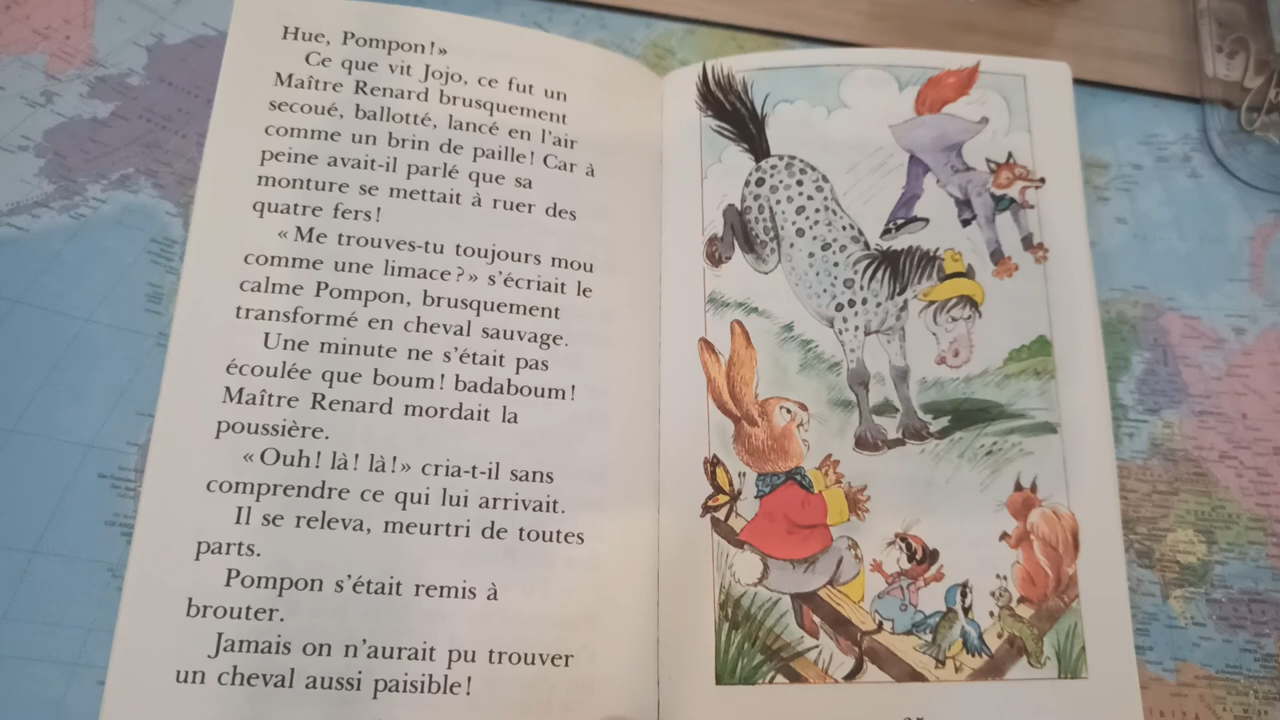 Hue, Pompon!»
Ce que vit Jojo, ce fut un
Maître Renard brusquement
secoué, ballotté, lancé en l'air
comme un brin de paille! Car à
peine avait-il parlé que sa
monture se mettait à ruer des
quatre fers!
«Me trouves-tu toujours mou
comme une limace?» s'écriait le
calme Pompon, brusquement
transformé en cheval sauvage.
Une minute ne s'était pas
écoulée que boum! badaboum!
Maître Renard mordait la
poussière.
«Ouh! là! là!» cria-t-il sans
comprendre ce qui lui arrivait.
Il se releva, meurtri de toutes
parts.
Pompon s'était remis à
brouter.
Jamais on n'aurait pu trouver
un cheval aussi paisible!